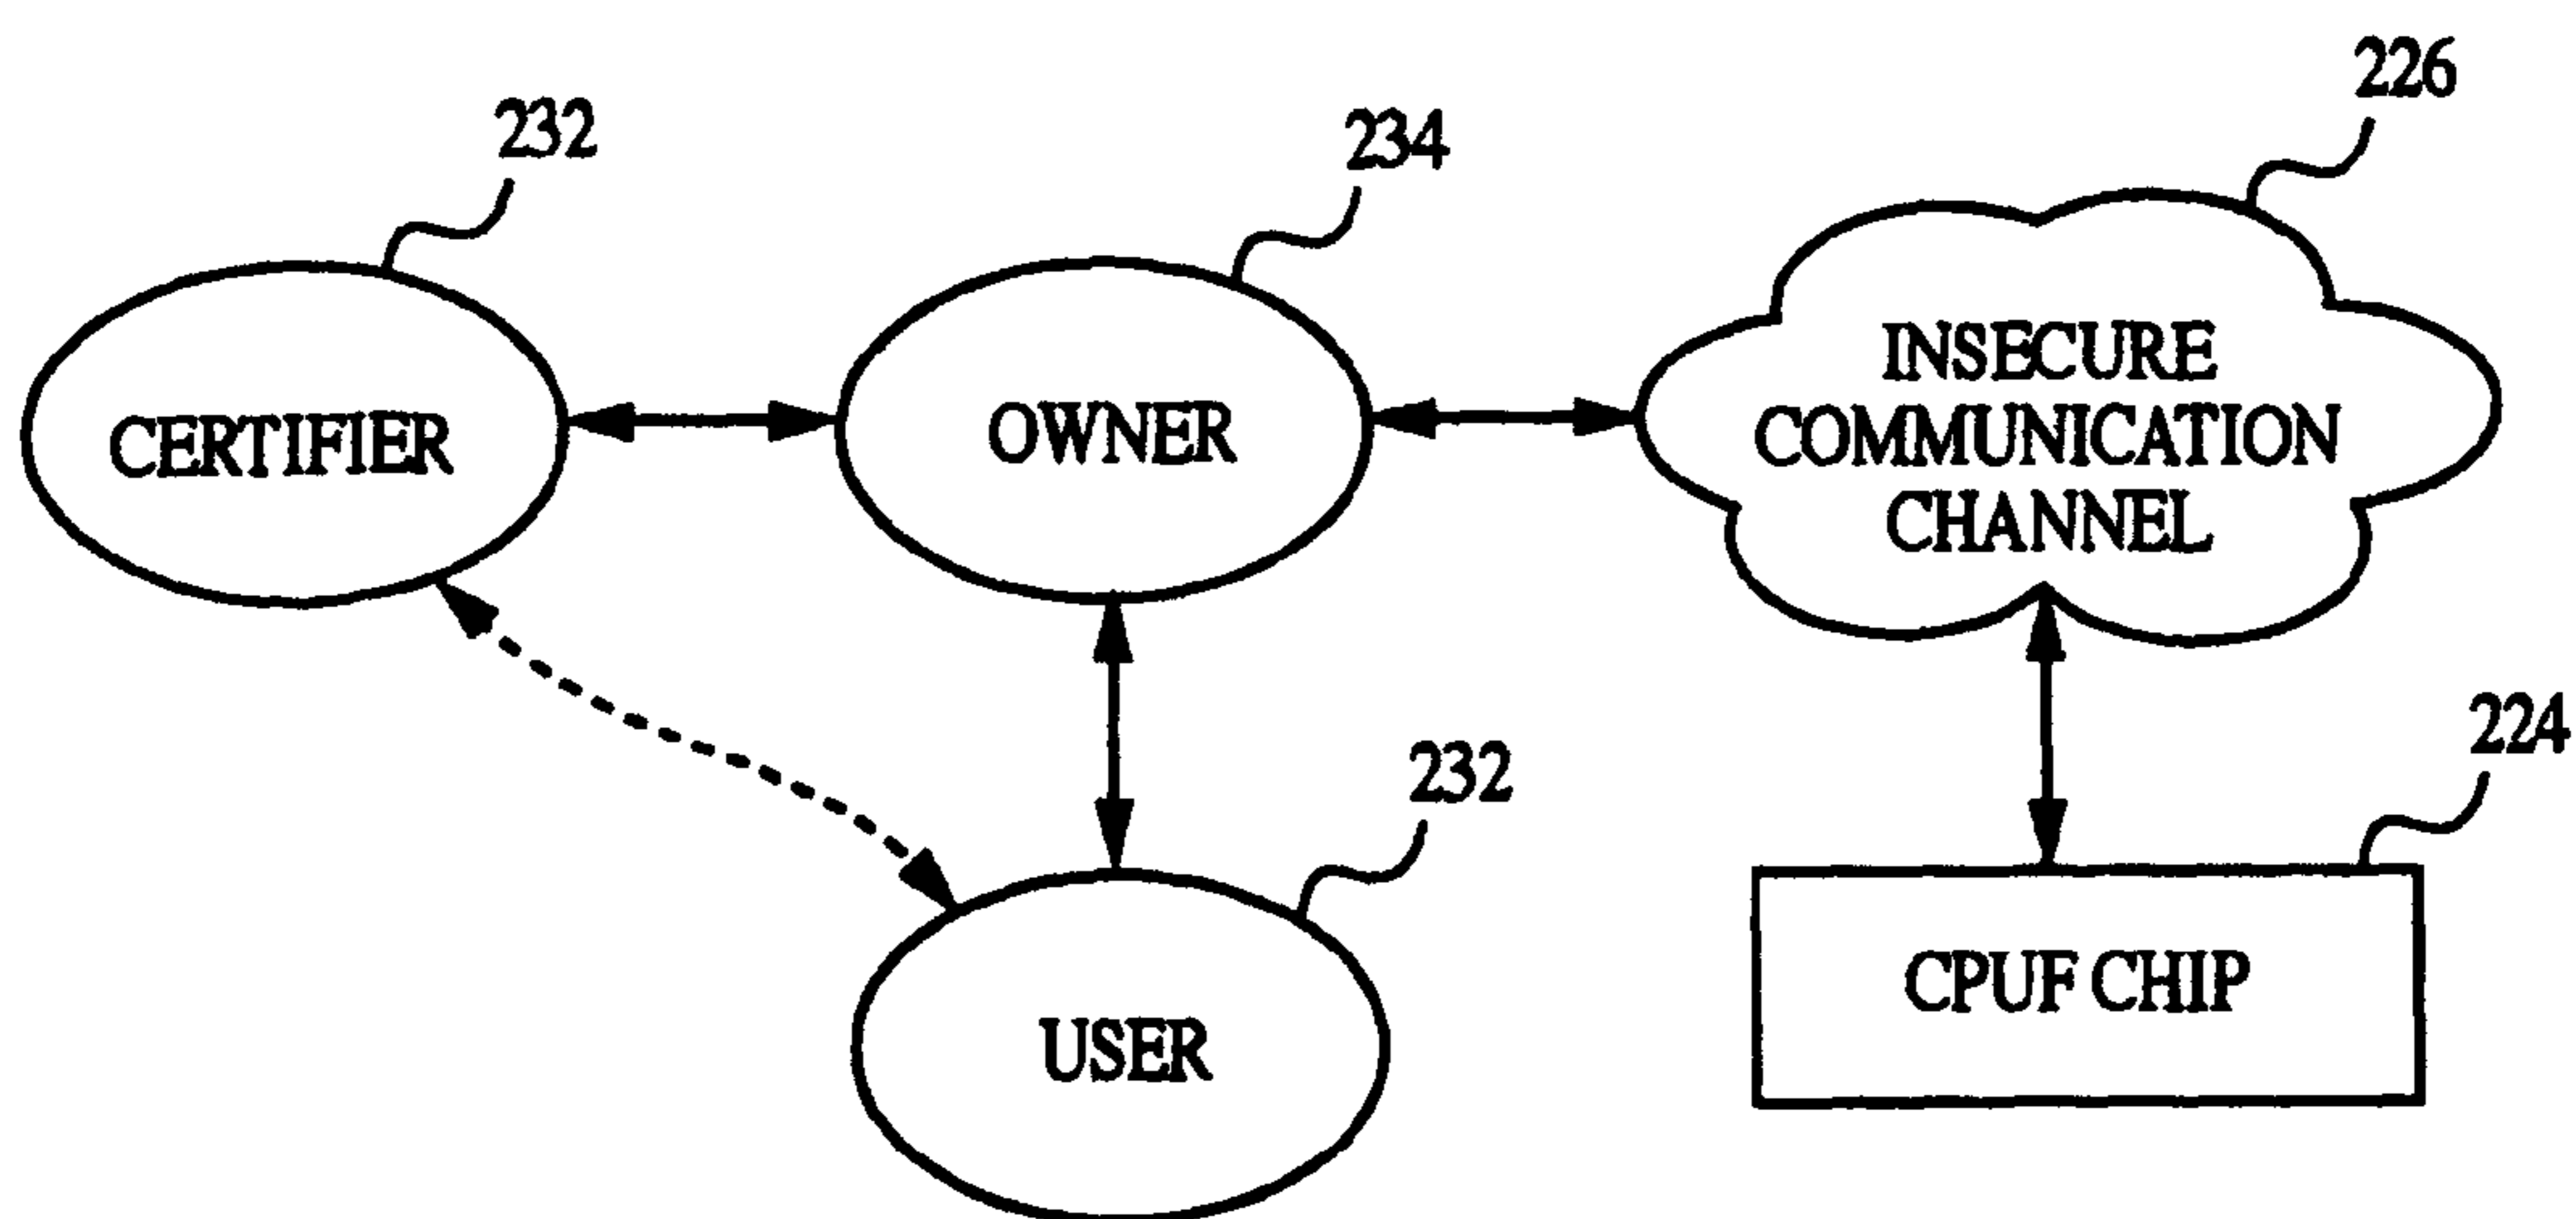 226
232
234
INSECURE
COMMUNICATION
CHANNEL
CERTIFIER
OWNER
224
232
CPUF CHIP
USER